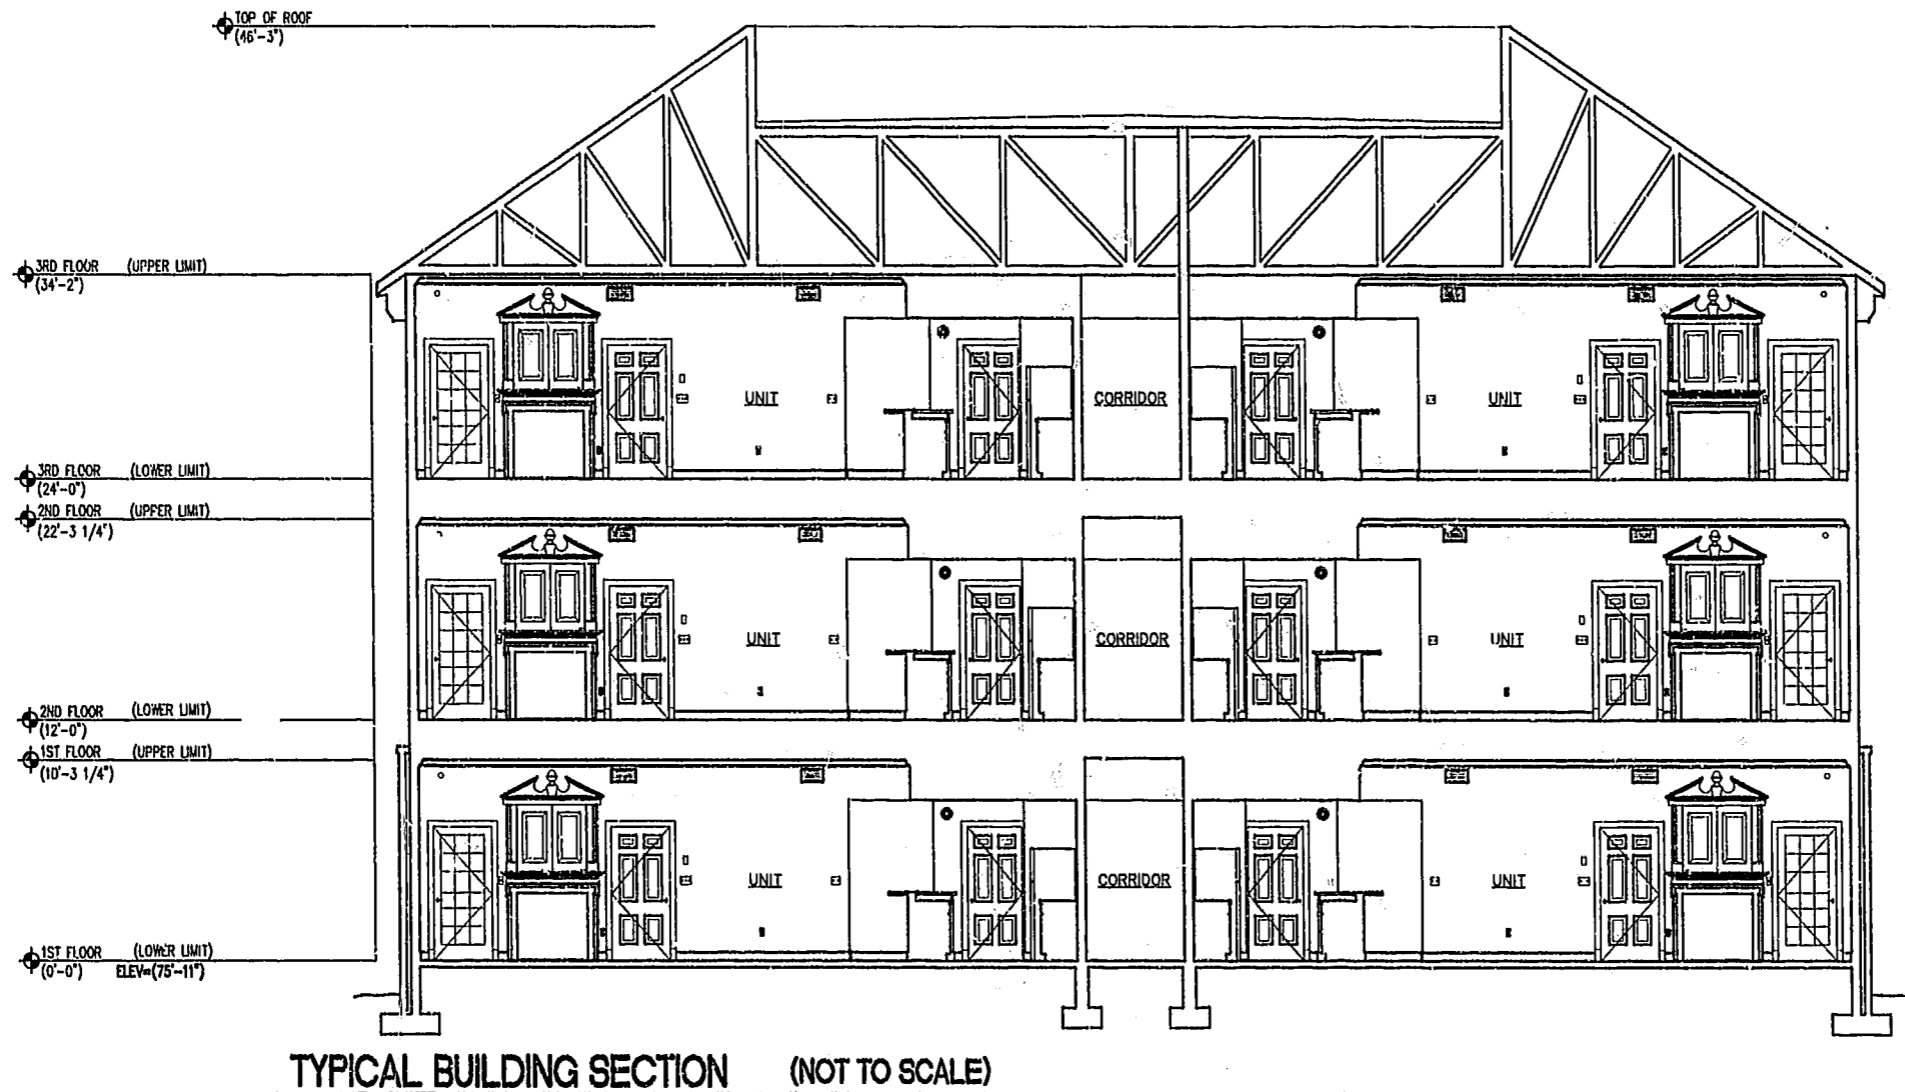 TOP OF ROOF
(46'-3")
3RD FLOOR (UPPER LIMIT)
(34'-2")
UNIT
CORRIDOR
UNIT
3RD FLOOR (LOWER LIMIT)
(24'-0")
2ND FLOOR (UPPER LIMIT)
(22'-3 1/4")
UNIT
CORRIDOR
UNIT
2ND FLOOR (LOWER LIMIT)
(12'-0")
1ST FLOOR (UPPER LIMIT)
(10'-3 1/4")
UNIT
CORRIDOR
UNIT
1ST FLOOR (LOWER LIMIT)
(0'-0") ELEV=(75'-11")
TYPICAL BUILDING SECTION (NOT TO SCALE)